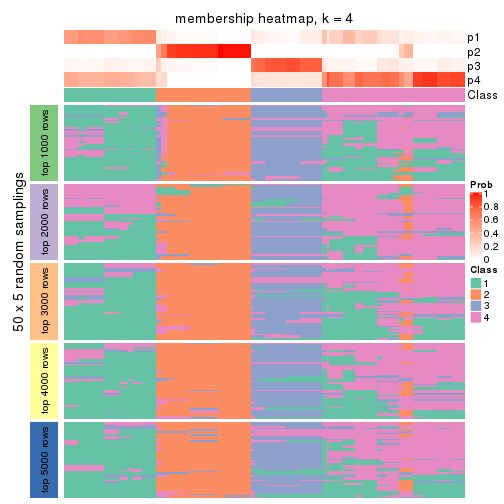 membership heatmap, k = 4
p1
p2
p3
p4
Class
50 x 5 random samplings
top 1000 rows
top 2000 rows
top 3000 rows
top 4000 rows
top 5000 rows
Prob
1
0.8
0.6
0.4
0.2
0
Class
1
2
3
4